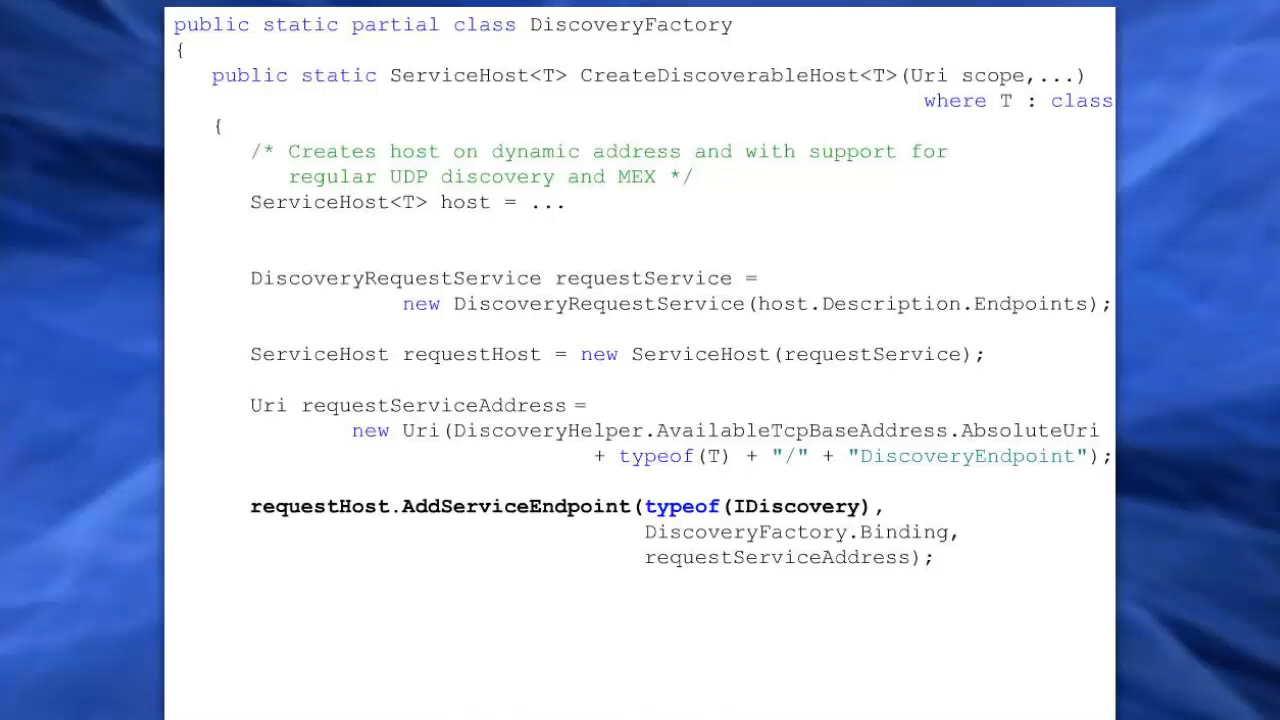 public static partial class DiscoveryFactory
{
public static ServiceHost<T> CreateDiscoverableHost<T>(Uri scope,...)
where T : class
{
/* Creates host on dynamic address and with support for
regular UDP discovery and MEX */
ServiceHost<T> host = ...
DiscoveryRequestService requestService =
new DiscoveryRequestService(host.Description.Endpoints);
ServiceHost requestHost = new ServiceHost(requestService);
Uri requestServiceAddress =
new Uri(DiscoveryHelper.AvailableTcpBaseAddress.AbsoluteUri
+ typeof(T) + "/" + "DiscoveryEndpoint");
requestHost.AddServiceEndpoint(typeof(IDiscovery),
DiscoveryFactory.Binding,
requestServiceAddress);